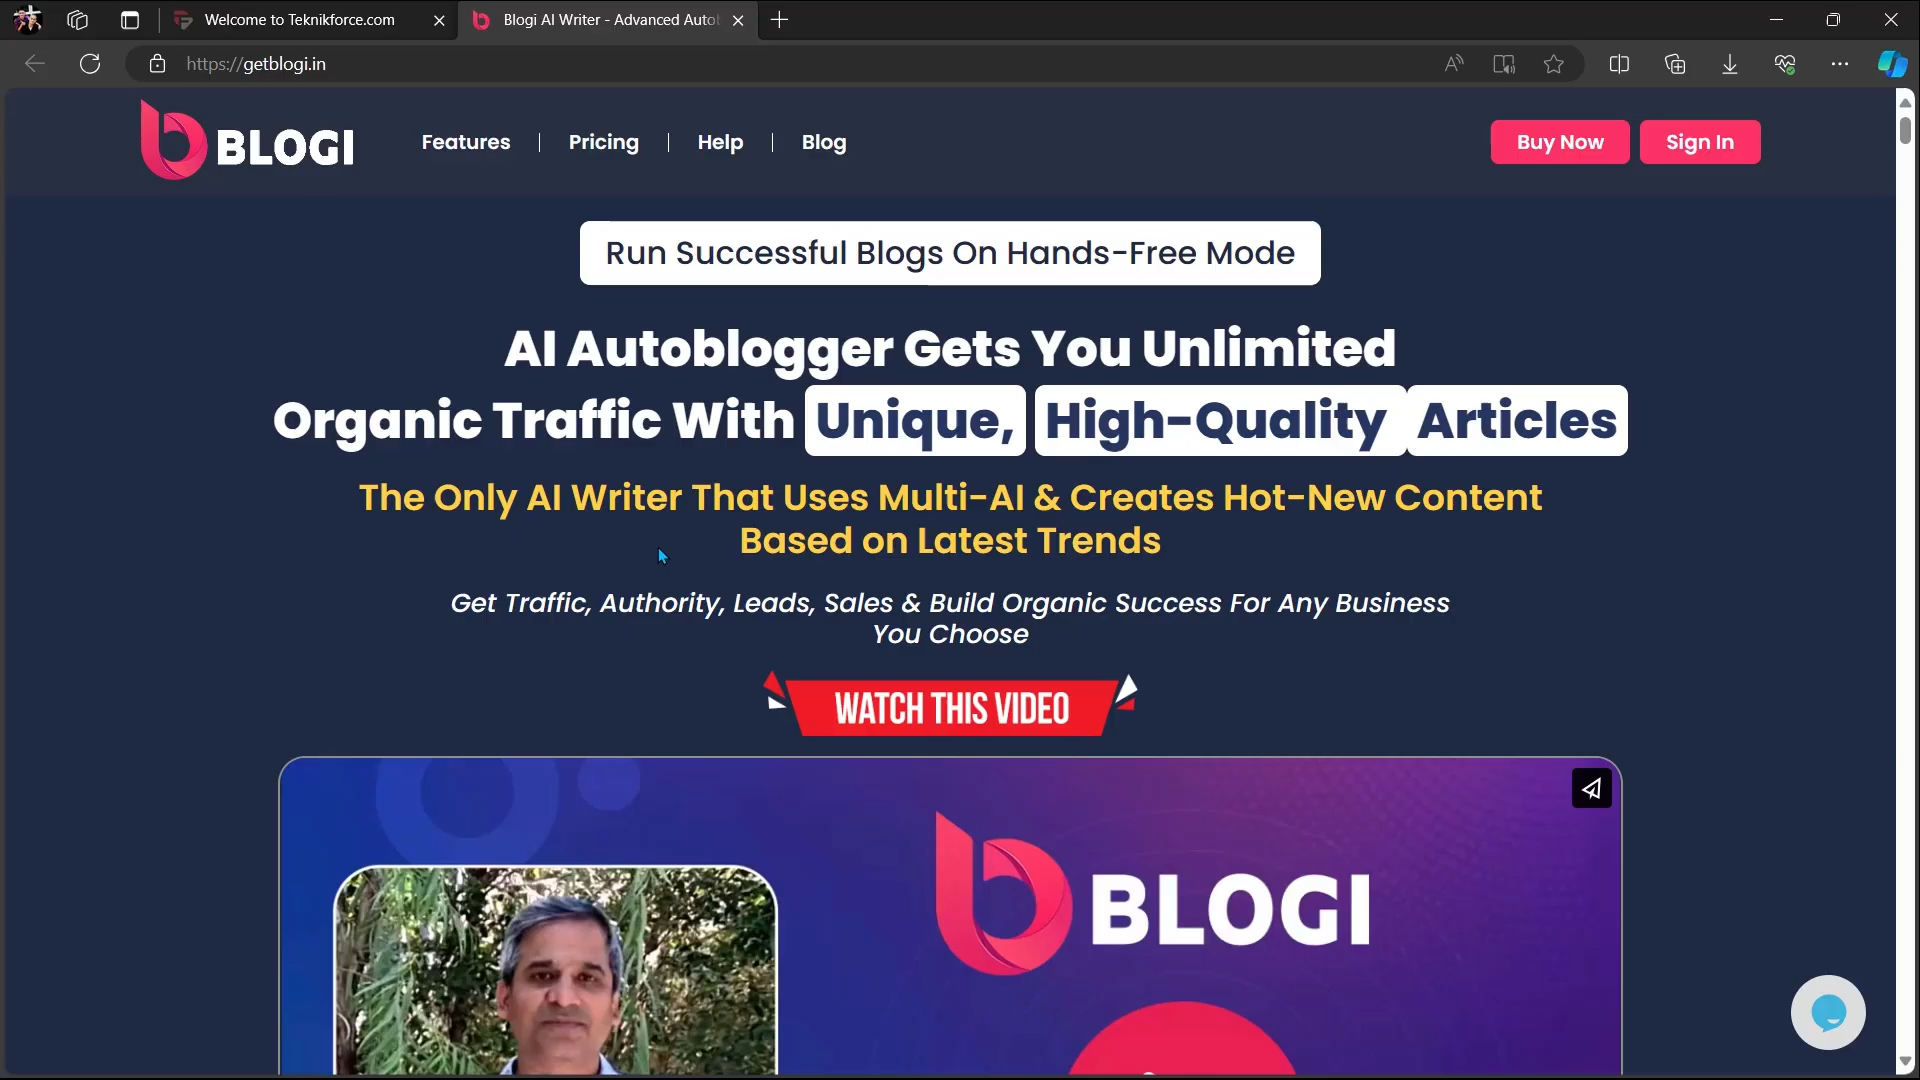 Welcome to Teknikforce.com
Blogi AI Writer - Advanced Auto
https://getblogi.in
BLOGI
Features | Pricing | Help | Blog
Buy Now
Sign In
Run Successful Blogs On Hands-Free Mode
AI Autoblogger Gets You Unlimited
Organic Traffic With Unique, High-Quality Articles
The Only AI Writer That Uses Multi-AI & Creates Hot-New Content
Based on Latest Trends
Get Traffic, Authority, Leads, Sales & Build Organic Success For Any Business
You Choose
WATCH THIS VIDEO
BLOGI